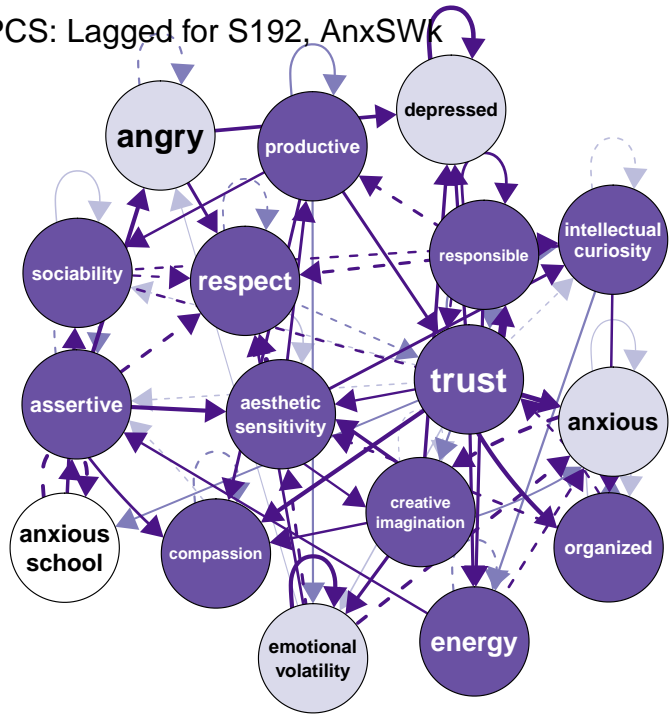 PCS: Lagged for S192, AnxSWk
depressed
angry
productive
intellectual
curiosity
responsible
sociability
respect
trust
assertive
aesthetic
sensitivity
anxious
creative
imagination
anxious
school
compassion
organized
energy
emotional
volatility